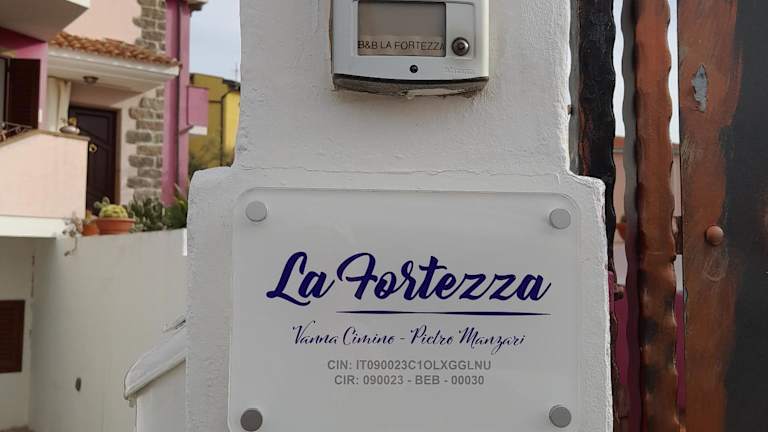 B&B LA FORTEZZA
La Fortezza
Vanna Cimino - Pietro Manzari
CIN: IT090023C1OLXGGLNU
CIR: 090023 - BEB - 00030